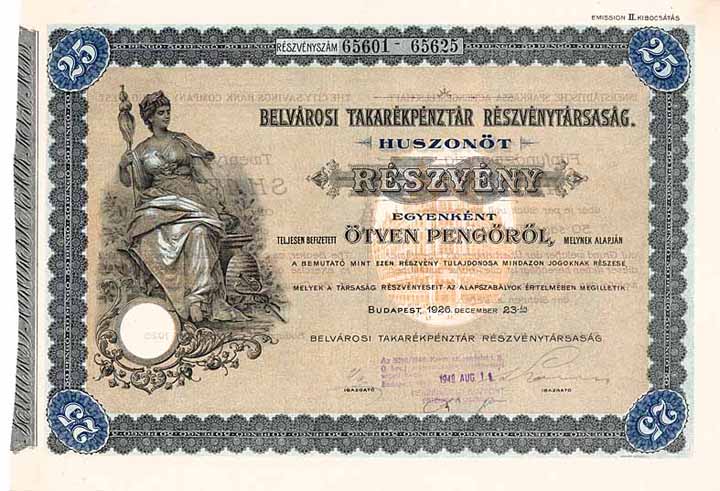 EMISSION II. KIBOCSÁTÁS
RÉSZVÉNYSZÁM 65601 - 65625
25
25
BELVÁROSI TAKARÉKPÉNZTÁR RÉSZVÉNYTÁRSASÁG.
HUSZONÖT
RÉSZVÉNY
EGYENKÉNT
TELJESEN BEFIZETETT ÖTVEN PENGŐRŐL, MELYNEK ALAPJÁN
A BEMUTATÓ MINT EZEN RÉSZVÉNY TULAJDONOSA MINDAZON JOGOKNAK RÉSZESE,
MELYEK A TÁRSASÁG RÉSZVÉNYESEIT AZ ALAPSZABÁLYOK ÉRTELMÉBEN MEGILLETIK.
BUDAPEST, 1926. DECEMBER 23-ÁN
BELVÁROSI TAKARÉKPÉNZTÁR RÉSZVÉNYTÁRSASÁG
1948 AUG
IGAZGATÓ IGAZGATÓ
25
25